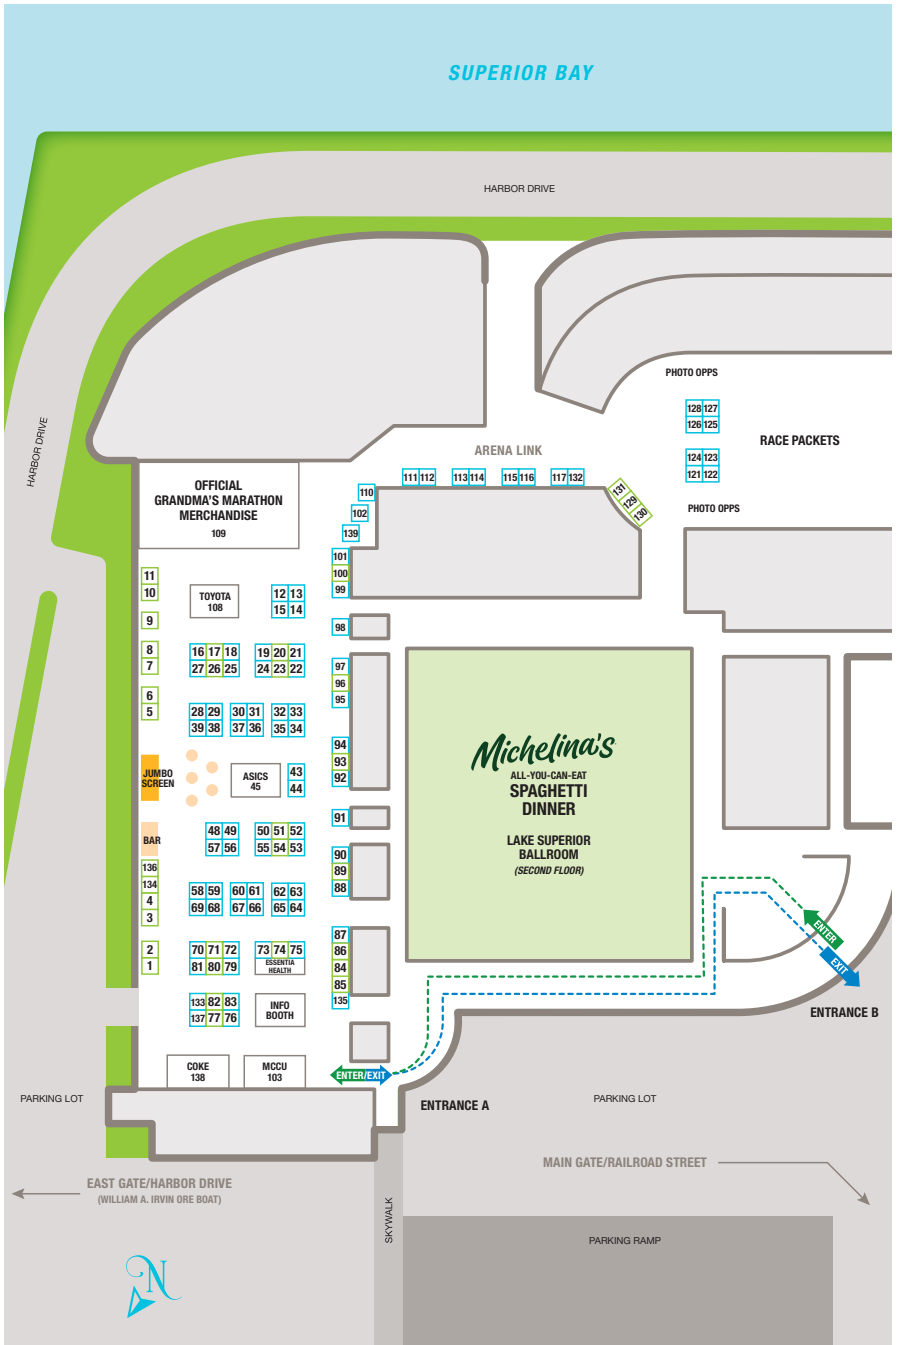 SUPERIOR BAY
HARBOR DRIVE
HARBOR DRIVE
PHOTO OPPS
128 127
126 125
RACE PACKETS
124 123
121 122
PHOTO OPPS
ARENA LINK
111 112 113 114 115 116 117 132
131
129
130
110
102
139
OFFICIAL
GRANDMA'S MARATHON
MERCHANDISE
109
101
100
99
11
10
9
TOYOTA
108
12 13
15 14
98
8
7
16 17 18 19 20 21
27 26 25 24 23 22
97
96
95
6
5
28 29 30 31 32 33
39 38 37 36 35 34
94
93
92
JUMBO
SCREEN
ASICS
45
43
44
Michelina's
ALL-YOU-CAN-EAT
SPAGHETTI
DINNER
LAKE SUPERIOR
BALLROOM
(SECOND FLOOR)
91
BAR
48 49 50 51 52
57 56 55 54 53
90
89
88
136
134
4
3
58 59 60 61 62 63
69 68 67 66 65 64
87
86
84
85
135
2
1
70 71 72 73 74 75
81 80 79
ESSENTIA
HEALTH
133 82 83
137 77 76
INFO
BOOTH
COKE
138
MCCU
103
ENTER/EXIT
ENTER
EXIT
ENTRANCE B
ENTRANCE A
PARKING LOT
PARKING LOT
EAST GATE/HARBOR DRIVE
(WILLIAM A. IRVIN ORE BOAT)
MAIN GATE/RAILROAD STREET
SKYWALK
PARKING RAMP
N